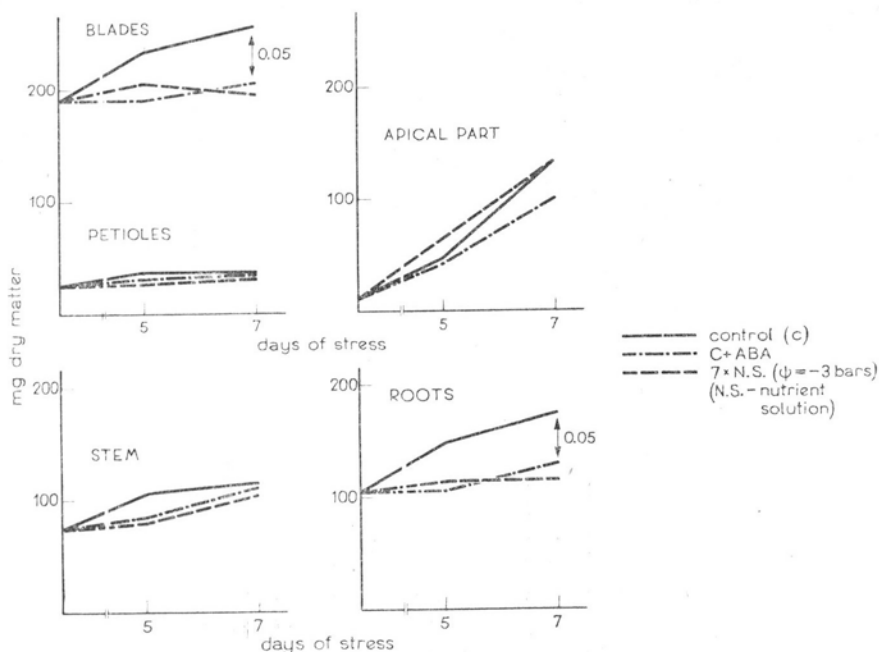 BLADES
0.05
200
100
PETIOLES
5
7
days of stress
mg dry matter
200
APICAL PART
100
5
7
control (c)
C+ABA
7×N.S. (ψ=-3 bars)
(N.S.-nutrient
solution)
200
STEM
100
5
7
days of stress
200
ROOTS
0.05
100
5
7